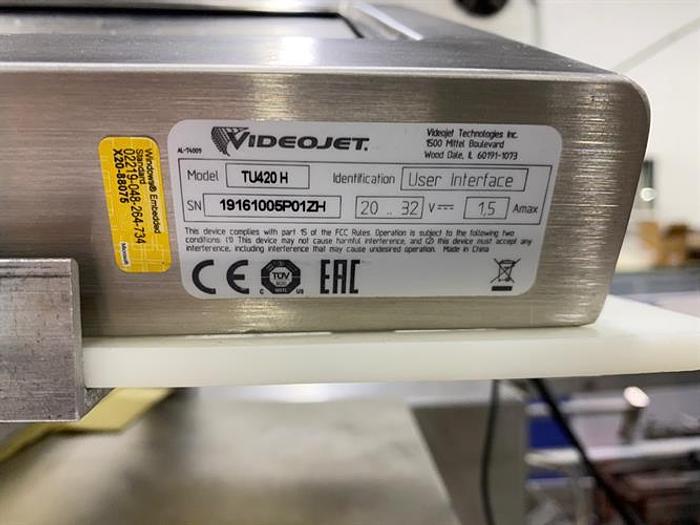 VIDEOJET.
AL-74009
Videojet Technologies Inc.
1500 Mittel Boulevard
Wood Dale, IL 60191-1073
Model TU420 H Identification User Interface
SN 19161005P01ZH 20 .. 32 V 1,5 Amax
This device complies with part 15 of the FCC Rules. Operation is subject to the following two
conditions: (1) This device may not cause harmful interference, and (2) this device must accept any
interference, including interference that may cause undesired operation. Made in China
CE
C TÜV US
EAC
Windows® Embedded
Standard
02219-048-264-734
X20-88075
Microsoft